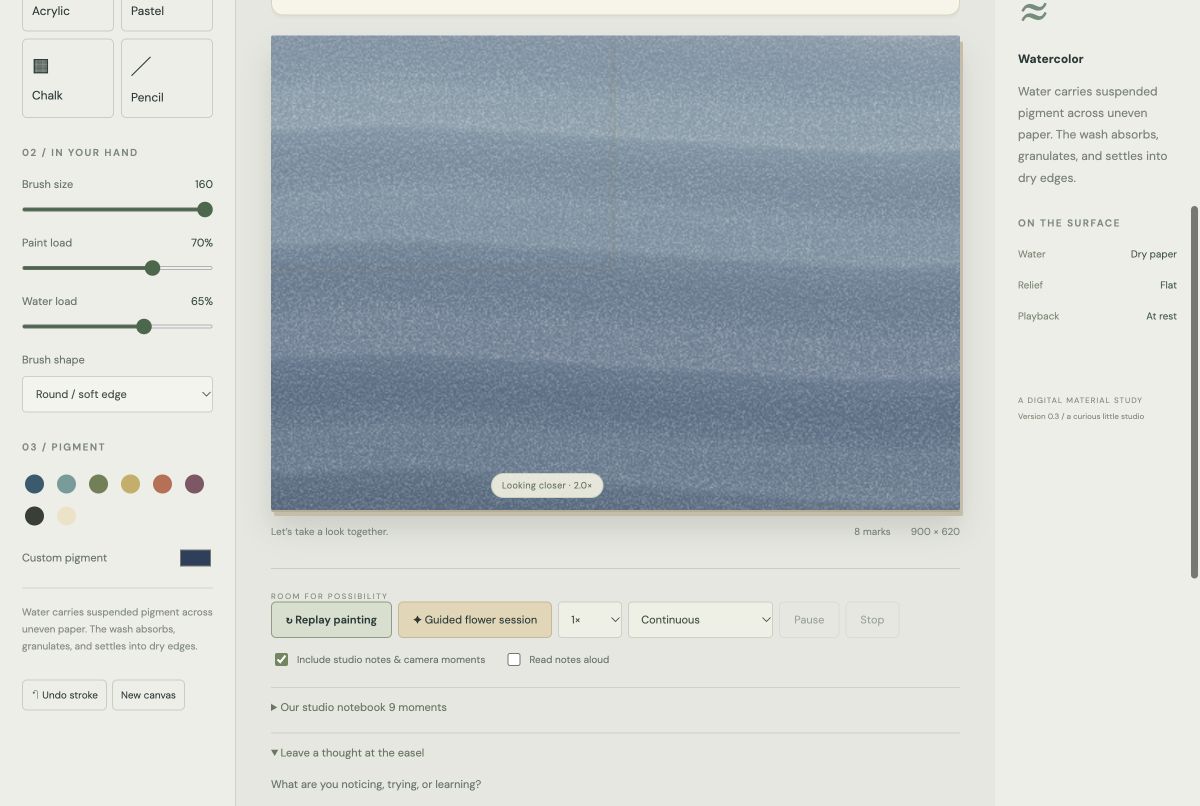 Acrylic
Pastel
Chalk
Pencil
02 / IN YOUR HAND
Brush size 160
Paint load 70%
Water load 65%
Brush shape
Round / soft edge
03 / PIGMENT
Custom pigment
Water carries suspended pigment across
uneven paper. The wash absorbs,
granulates, and settles into dry edges.
Undo stroke
New canvas
Looking closer · 2.0×
Let's take a look together.
8 marks 900 × 620
ROOM FOR POSSIBILITY
↻ Replay painting
✦ Guided flower session
1×
Continuous
Pause
Stop
Include studio notes & camera moments
Read notes aloud
Our studio notebook 9 moments
Leave a thought at the easel
What are you noticing, trying, or learning?
Watercolor
Water carries suspended
pigment across uneven
paper. The wash absorbs,
granulates, and settles into
dry edges.
ON THE SURFACE
Water Dry paper
Relief Flat
Playback At rest
A DIGITAL MATERIAL STUDY
Version 0.3 / a curious little studio